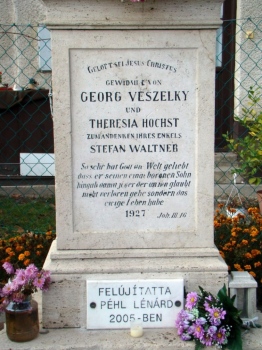 GELOBT SEI JESUS CHRISTUS
GEWIDMET VON
GEORG VESZELKY
UND
THERESIA HOCHST
ZUM ANDENKEN IHRES ENKELS
STEFAN WALTNER
So sehr hat Gott die Welt geliebt
dass er seinen eingeborenen Sohn
hingab damit jeder der an ihn glaubt
nicht verloren gehe sondern das
ewige Leben habe
1927 Joh. III. 16
FELÚJÍTATTA
PÉHL LÉNÁRD
2005-BEN